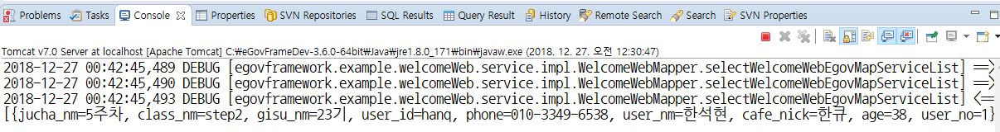 Problems Tasks Console Properties SVN Repositories SQL Results Query Result History Remote Search Search SVN Properties
Tomcat v7.0 Server at localhost [Apache Tomcat] C:₩eGovFrameDev-3.6.0-64bit₩Java₩jre1.8.0_171₩bin₩javaw.exe (2018. 12. 27. 오전 12:30:47)
2018-12-27 00:42:45,489 DEBUG [egovframework.example.welcomeWeb.service.impl.WelcomeWebMapper.selectWelcomeWebEgovMapServiceList] ==>
2018-12-27 00:42:45,490 DEBUG [egovframework.example.welcomeWeb.service.impl.WelcomeWebMapper.selectWelcomeWebEgovMapServiceList] ==>
2018-12-27 00:42:45,493 DEBUG [egovframework.example.welcomeWeb.service.impl.WelcomeWebMapper.selectWelcomeWebEgovMapServiceList] <==
[{jucha_nm=5주차, class_nm=step2, gisu_nm=23기, user_id=hanq, phone=010-3349-6538, user_nm=한석현, cafe_nick=한큐, age=38, user_no=1}